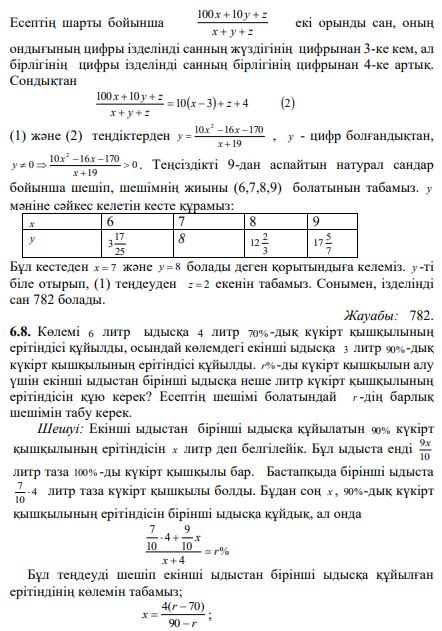 Есептің шарты бойынша (100x+10y+z)/(x+y+z) екі орынды сан, оның
ондығының цифры ізделінді санның жүздігінің цифрынан 3-ке кем, ал
бірлігінің цифры ізделінді санның бірлігінің цифрынан 4-ке артық.
Сондықтан
(100x+10y+z)/(x+y+z) = 10(x−3)+z+4 (2)
(1) және (2) теңдіктерден y = (10x² −16x −170)/(x+19) , y - цифр болғандықтан,
y ≠ 0 ⇒ (10x² −16x −170)/(x+19) > 0 . Теңсіздікті 9-дан аспайтын натурал сандар
бойынша шешіп, шешімнің жиыны (6,7,8,9) болатынын табамыз. y
мәніне сәйкес келетін кесте құрамыз:
x 6 7 8 9
y 3 17/25 8 12 2/3 17 5/7
Бұл кестеден x = 7 және y = 8 болады деген қорытындыға келеміз. y -ті
біле отырып, (1) теңдеуден z = 2 екенін табамыз. Сонымен, ізделінді
сан 782 болады.
Жауабы: 782.
6.8. Көлемі 6 литр ыдысқа 4 литр 70% -дық күкірт қышқылының
ерітіндісі құйылды, осындай көлемдегі екінші ыдысқа 3 литр 90% -дық
күкірт қышқылының ерітіндісі құйылды. r% -ды күкірт қышқылын алу
үшін екінші ыдыстан бірінші ыдысқа неше литр күкірт қышқылының
ерітіндісін құю керек? Есептің шешімі болатындай r -дің барлық
шешімін табу керек.
Шешуі: Екінші ыдыстан бірінші ыдысқа құйылатын 90% күкірт
қышқылының ерітіндісін x литр деп белгілейік. Бұл ыдыста енді 9x/10
литр таза 100% -ды күкірт қышқылы бар. Бастапқыда бірінші ыдыста
7/10 · 4 литр таза күкірт қышқылы болды. Бұдан соң x , 90%-дық күкірт
қышқылының ерітіндісін бірінші ыдысқа құйдық, ал онда
(7/10 · 4 + 9/10 x)/(x+4) = r%
Бұл теңдеуді шешіп екінші ыдыстан бірінші ыдысқа құйылған
ерітіндінің көлемін табамыз;
x = 4(r −70)/(90 − r) ;